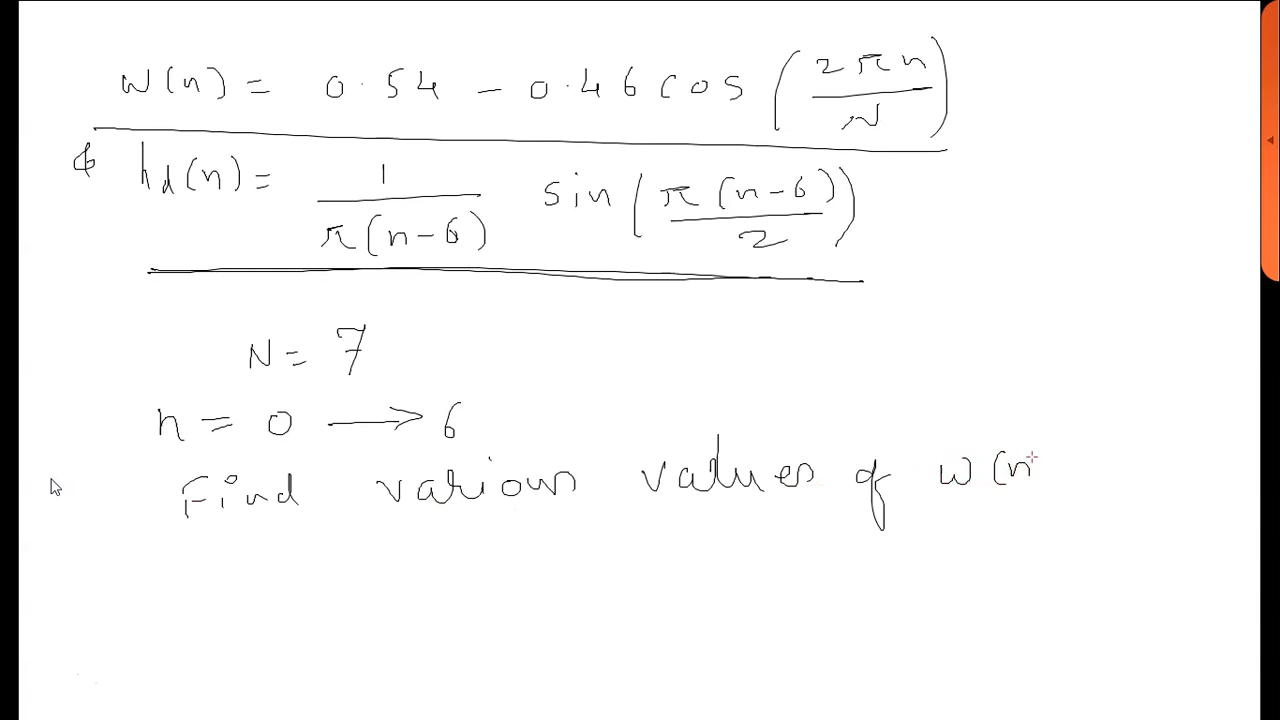 w(n) = 0.54 - 0.46 cos (2πn/N)
& hd(n) = 1/π(n-6) sin (π(n-6)/2)
N = 7
n = 0 → 6
Find various values of w(n